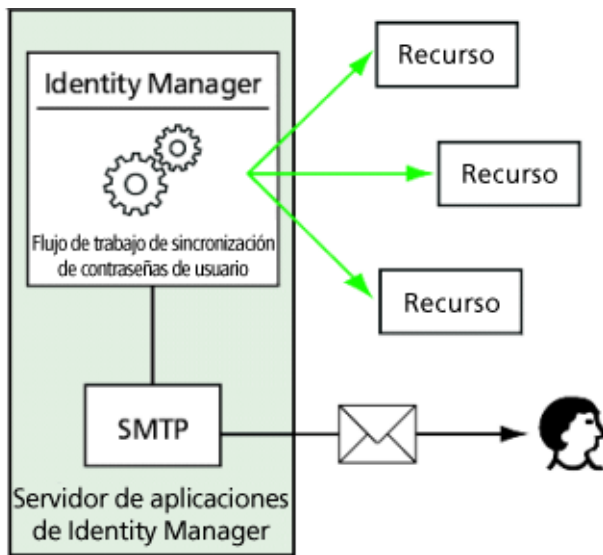 Identity Manager
Flujo de trabajo de sincronización
de contraseñas de usuario
Recurso
Recurso
Recurso
SMTP
Servidor de aplicaciones
de Identity Manager